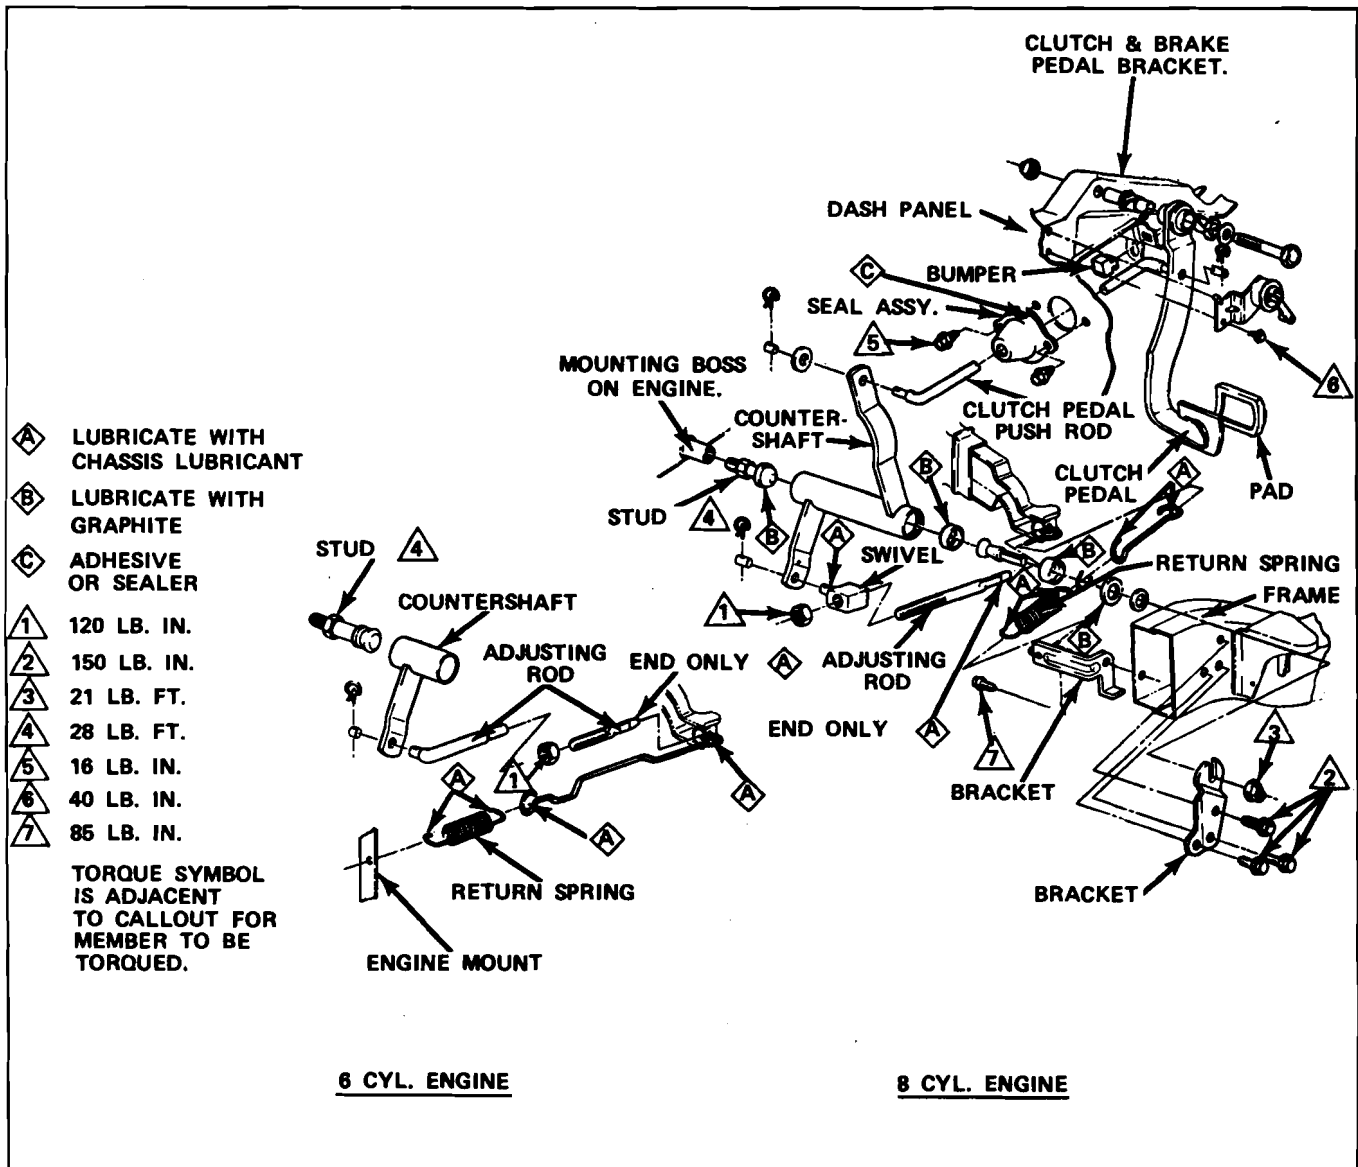 CLUTCH & BRAKE
PEDAL BRACKET.
DASH PANEL
C
BUMPER
SEAL ASSY.
5
6
MOUNTING BOSS
ON ENGINE.
COUNTER-
SHAFT
CLUTCH PEDAL
PUSH ROD
CLUTCH
PEDAL
A
PAD
B
STUD
4
B
A
SWIVEL
B
RETURN SPRING
A
FRAME
1
B
ADJUSTING
ROD
END ONLY
A
7
BRACKET
3
2
BRACKET
A
LUBRICATE WITH
CHASSIS LUBRICANT
B
LUBRICATE WITH
GRAPHITE
C
ADHESIVE
OR SEALER
1 120 LB. IN.
2 150 LB. IN.
3 21 LB. FT.
4 28 LB. FT.
5 16 LB. IN.
6 40 LB. IN.
7 85 LB. IN.
TORQUE SYMBOL
IS ADJACENT
TO CALLOUT FOR
MEMBER TO BE
TORQUED.
STUD
4
COUNTERSHAFT
ADJUSTING
ROD
END ONLY
A
1
A
A
A
RETURN SPRING
ENGINE MOUNT
6 CYL. ENGINE
8 CYL. ENGINE